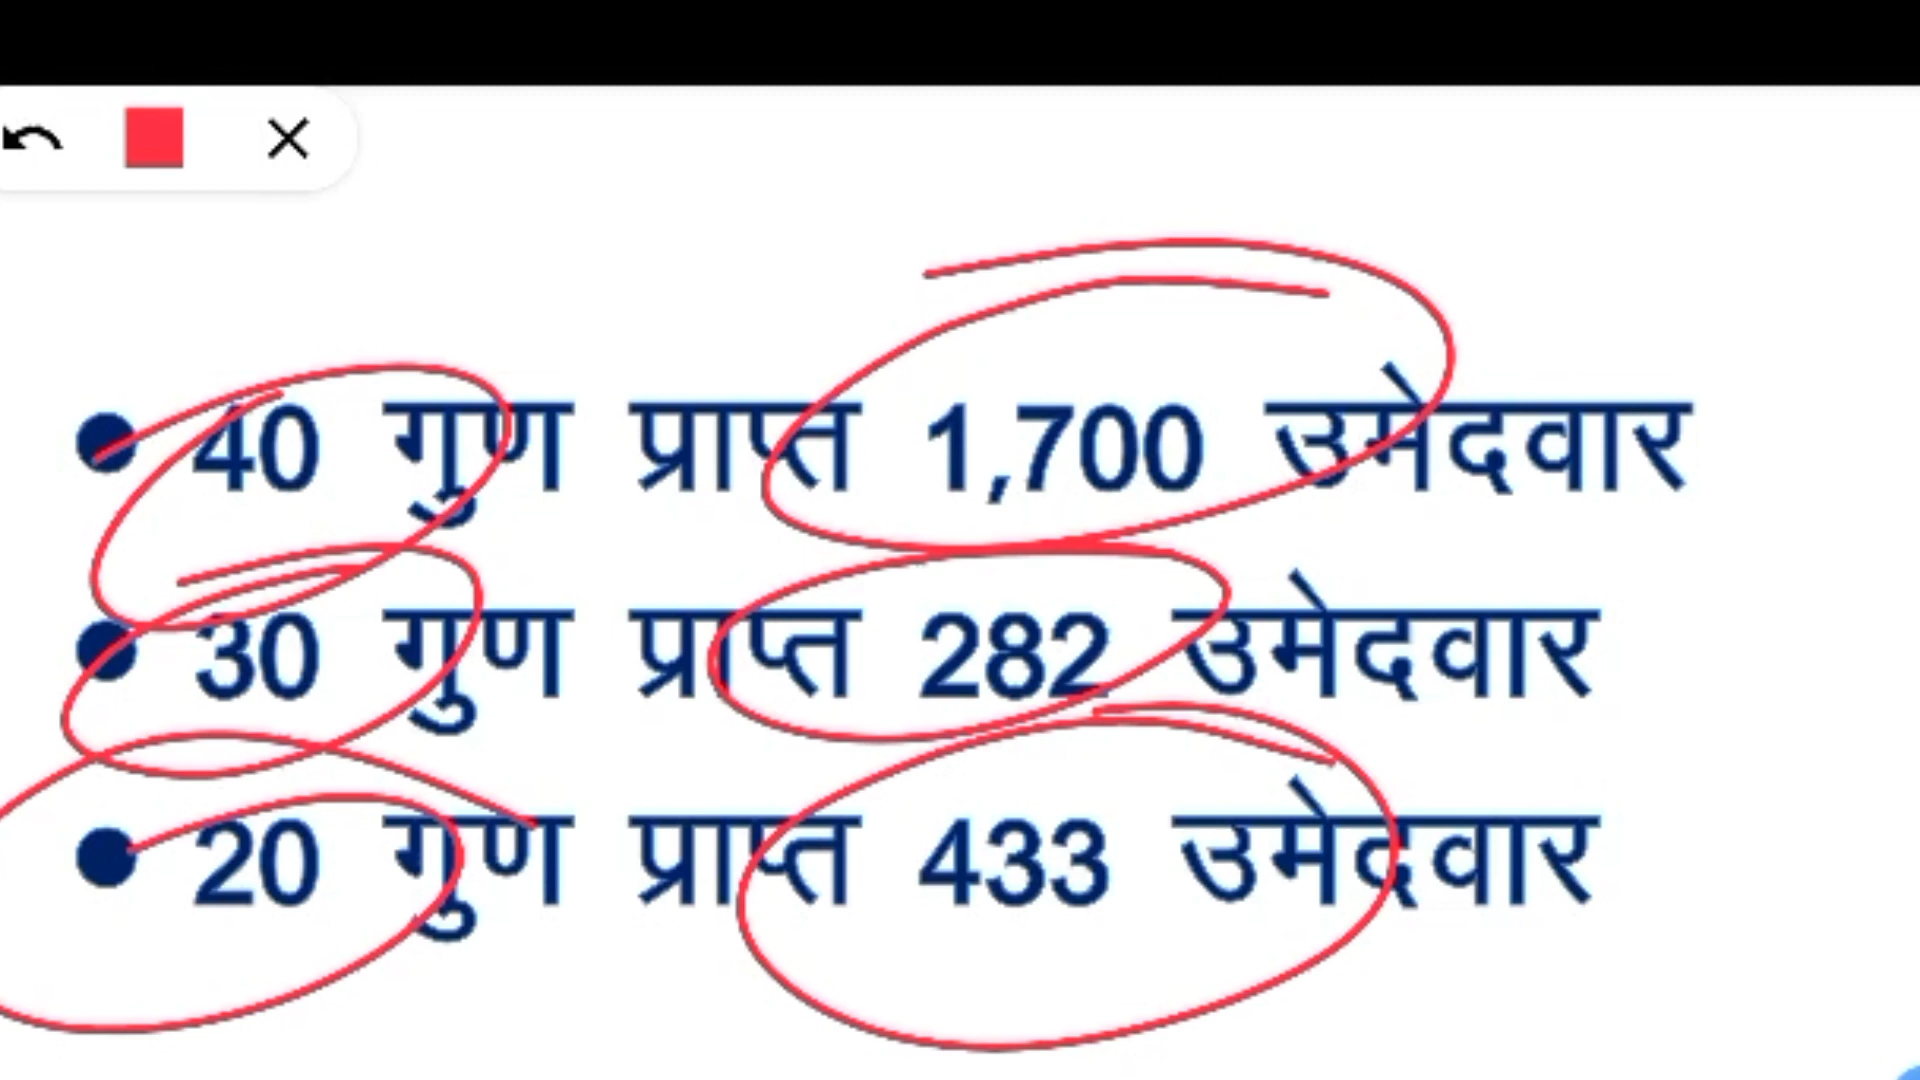 • 40 गुण प्राप्त 1,700 उमेदवार
• 30 गुण प्राप्त 282 उमेदवार
• 20 गुण प्राप्त 433 उमेदवार